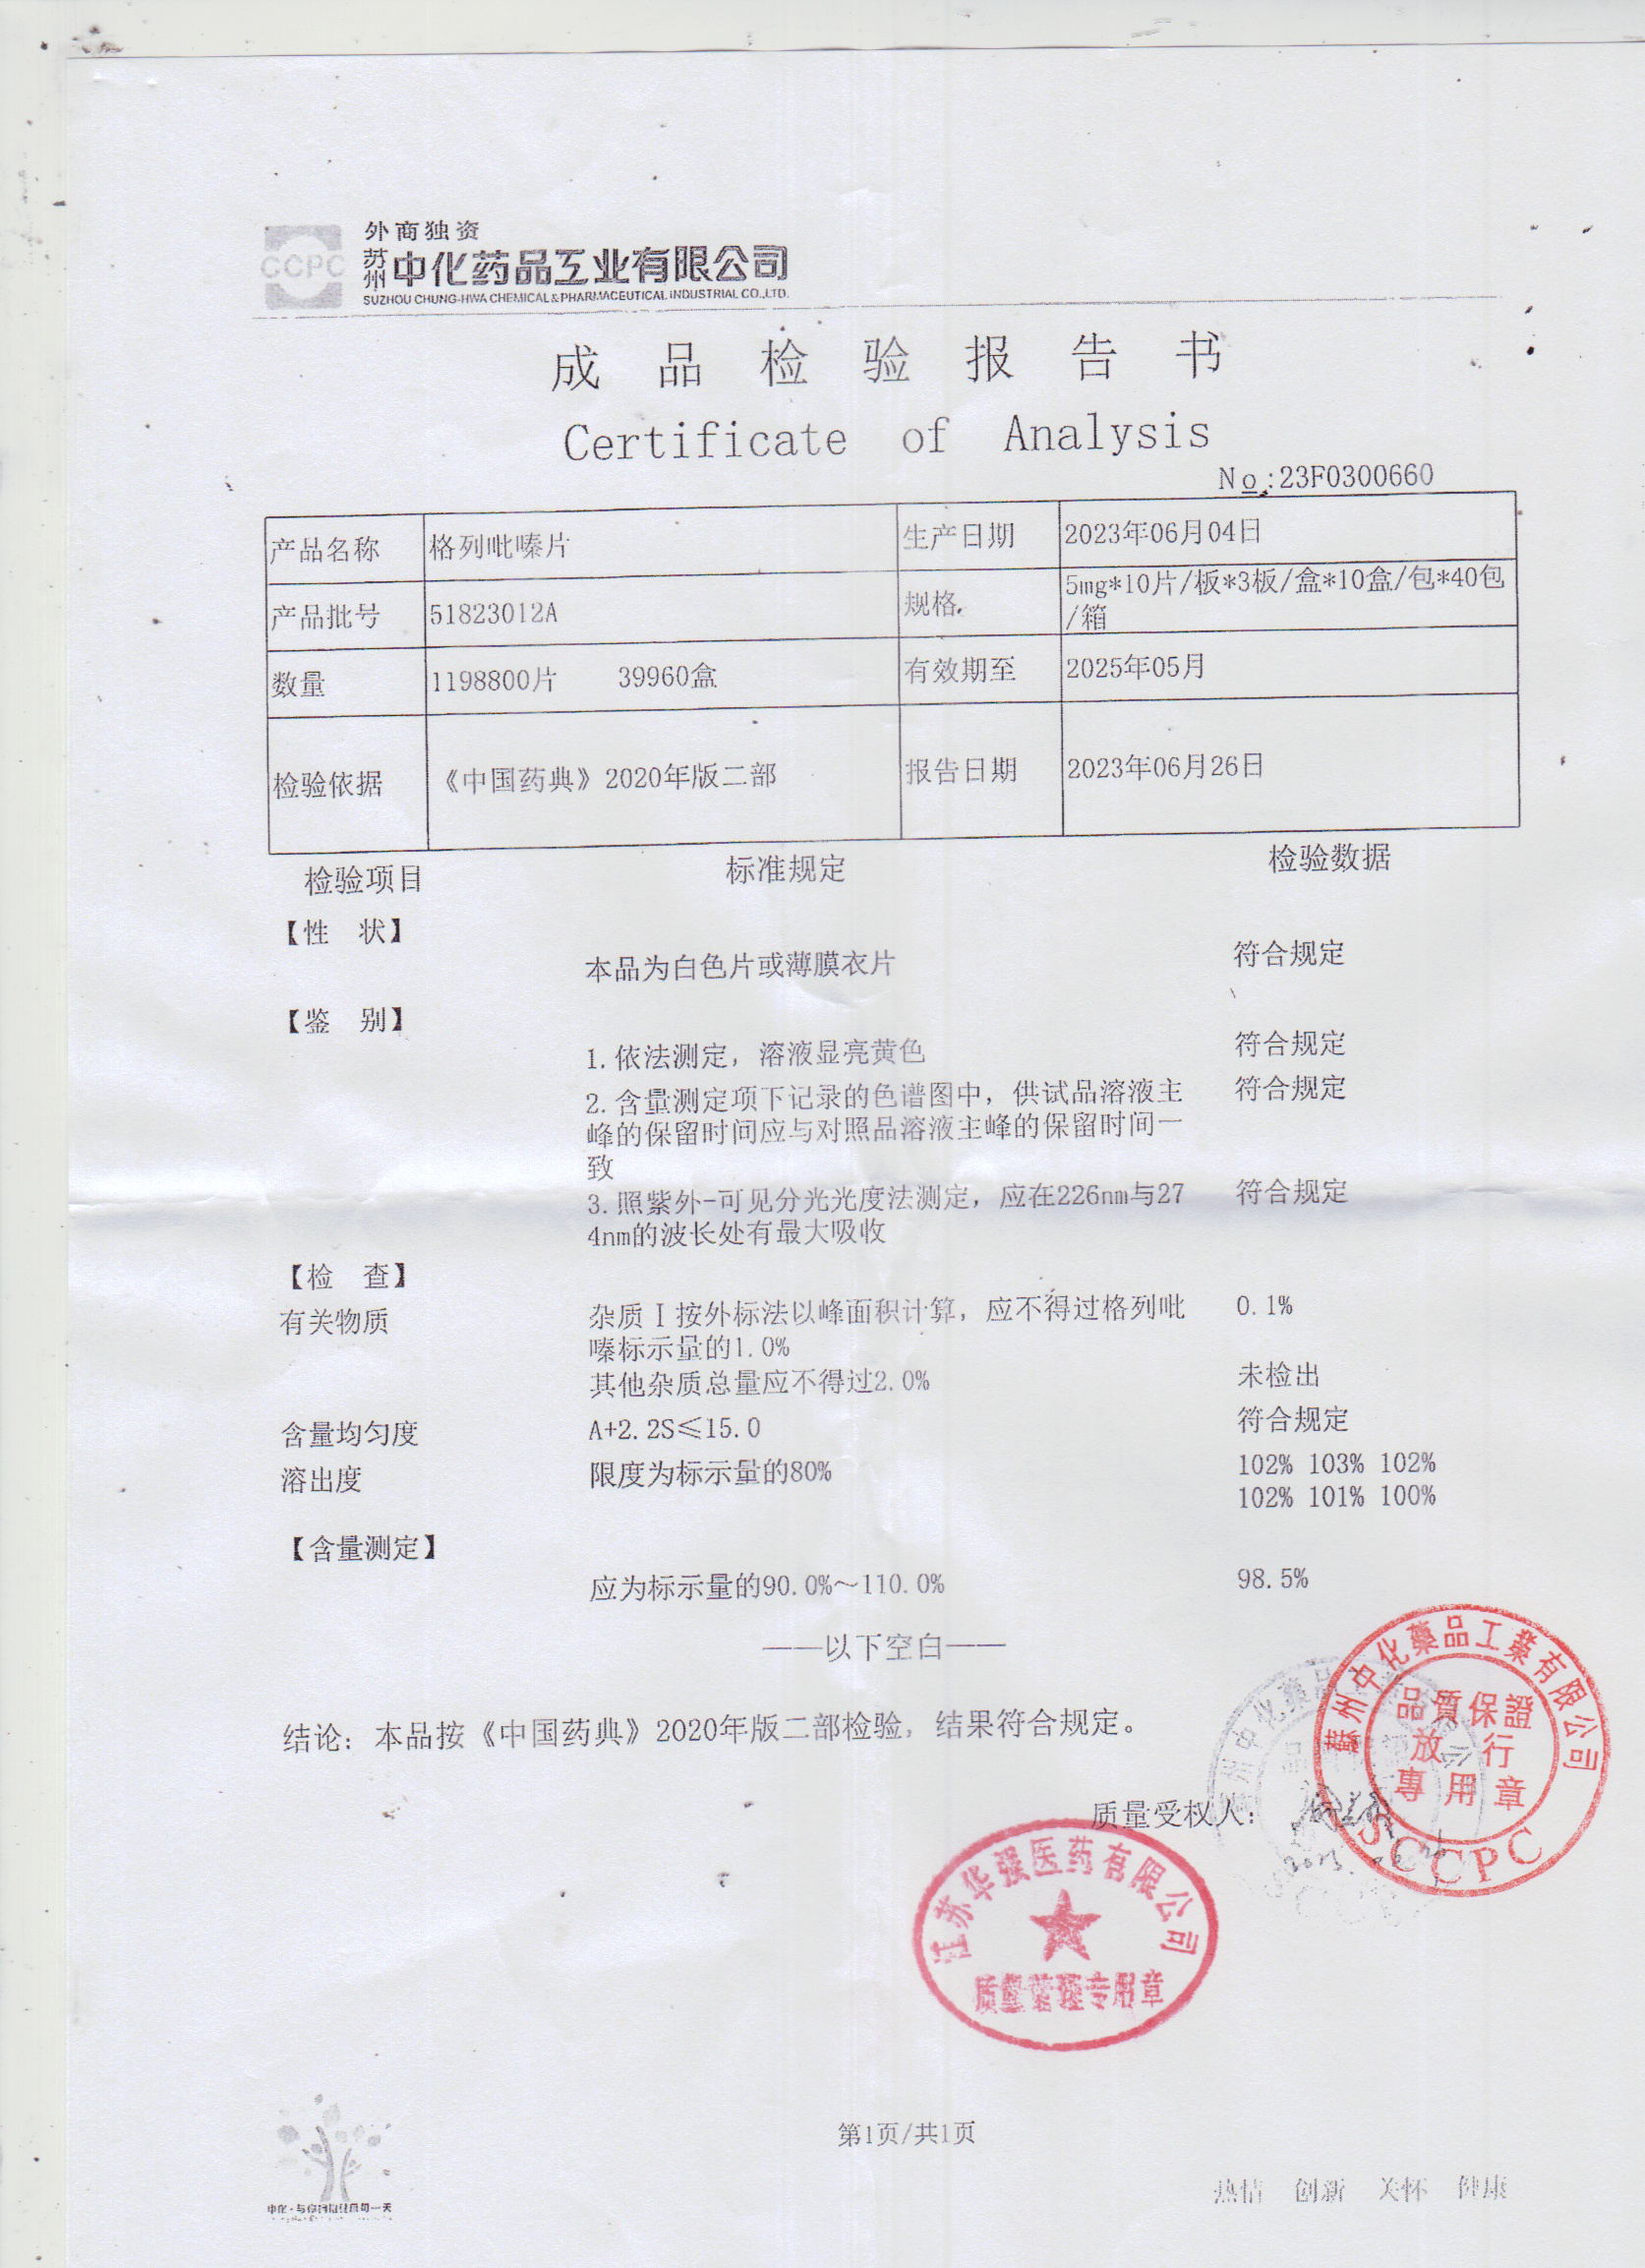 CCPC
外商独资
苏州中化药品工业有限公司
SUZHOU CHUNG-HWA CHEMICAL & PHARMACEUTICAL INDUSTRIAL CO.,LTD.
成品检验报告书
Certificate of Analysis
No.:23F0300660
产品名称 格列吡嗪片 生产日期 2023年06月04日
产品批号 51823012A 规格. 5mg*10片/板*3板/盒*10盒/包*40包
/箱
数量 1198800片 39960盒 有效期至 2025年05月
检验依据 《中国药典》2020年版二部 报告日期 2023年06月26日
检验项目 标准规定 检验数据
【性 状】
本品为白色片或薄膜衣片 符合规定
【鉴 别】
1.依法测定，溶液显亮黄色 符合规定
2.含量测定项下记录的色谱图中，供试品溶液主 符合规定
峰的保留时间应与对照品溶液主峰的保留时间一
致
3.照紫外-可见分光光度法测定，应在226nm与27 符合规定
4nm的波长处有最大吸收
【检 查】
有关物质 杂质Ⅰ按外标法以峰面积计算，应不得过格列吡 0.1%
嗪标示量的1.0%
其他杂质总量应不得过2.0% 未检出
含量均匀度 A+2.2S≤15.0 符合规定
溶出度 限度为标示量的80% 102% 103% 102%
102% 101% 100%
【含量测定】
应为标示量的90.0%～110.0% 98.5%
——以下空白——
结论：本品按《中国药典》2020年版二部检验，结果符合规定。
质量受权人：
蘇州中化藥品工業有限公司
品質保證
放行
專用章
SCCPC
江苏华强医药有限公司
质量管理专用章
第1页/共1页
热情 创新 关怀 健康